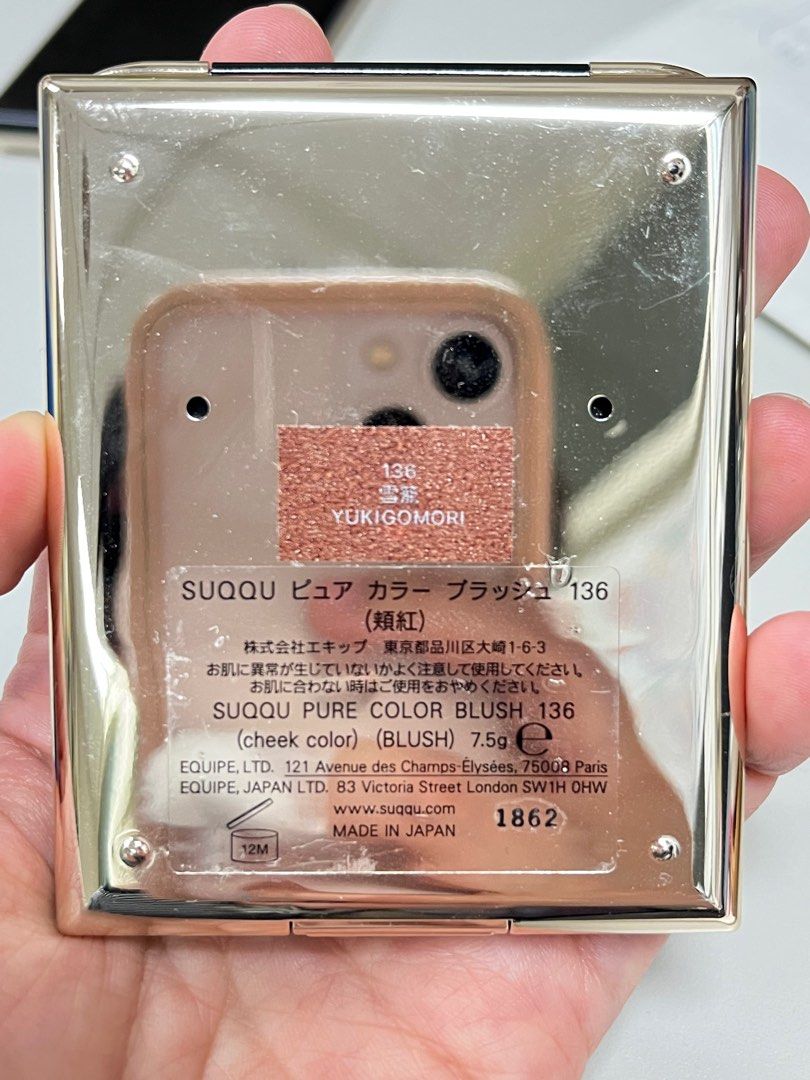 136
雪籠
YUKIGOMORI
SUQQU ピュア カラー ブラッシュ 136
(頬紅)
株式会社エキップ 東京都品川区大崎1-6-3
お肌に異常が生じていないかよく注意して使用してください。
お肌に合わない時はご使用をおやめください。
SUQQU PURE COLOR BLUSH 136
(cheek color) (BLUSH) 7.5g ℮
EQUIPE, LTD. 121 Avenue des Champs-Élysées, 75008 Paris
EQUIPE, JAPAN LTD. 83 Victoria Street London SW1H 0HW
www.suqqu.com
MADE IN JAPAN
1862
12M